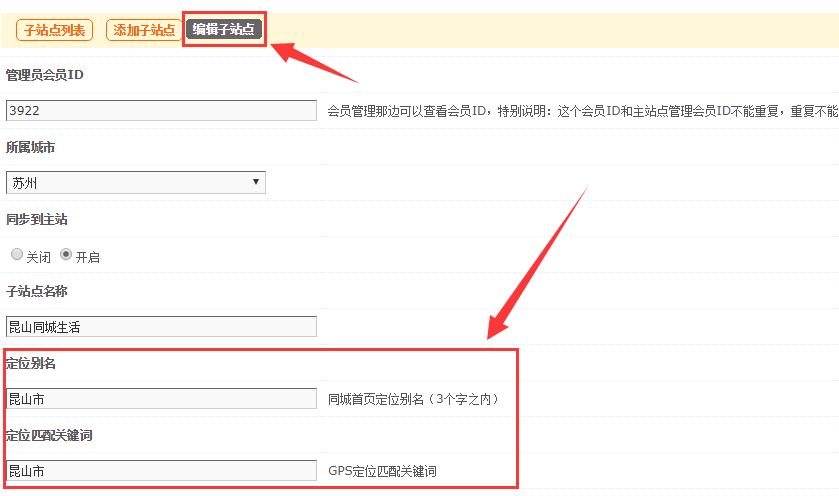 子站点列表 添加子站点 编辑子站点
管理员会员ID
3922 会员管理那边可以查看会员ID，特别说明：这个会员ID和主站点管理会员ID不能重复，重复不能
所属城市
苏州
同步到主站
关闭 开启
子站点名称
昆山同城生活
定位别名
昆山市 同城首页定位别名（3个字之内）
定位匹配关键词
昆山市 GPS定位匹配关键词